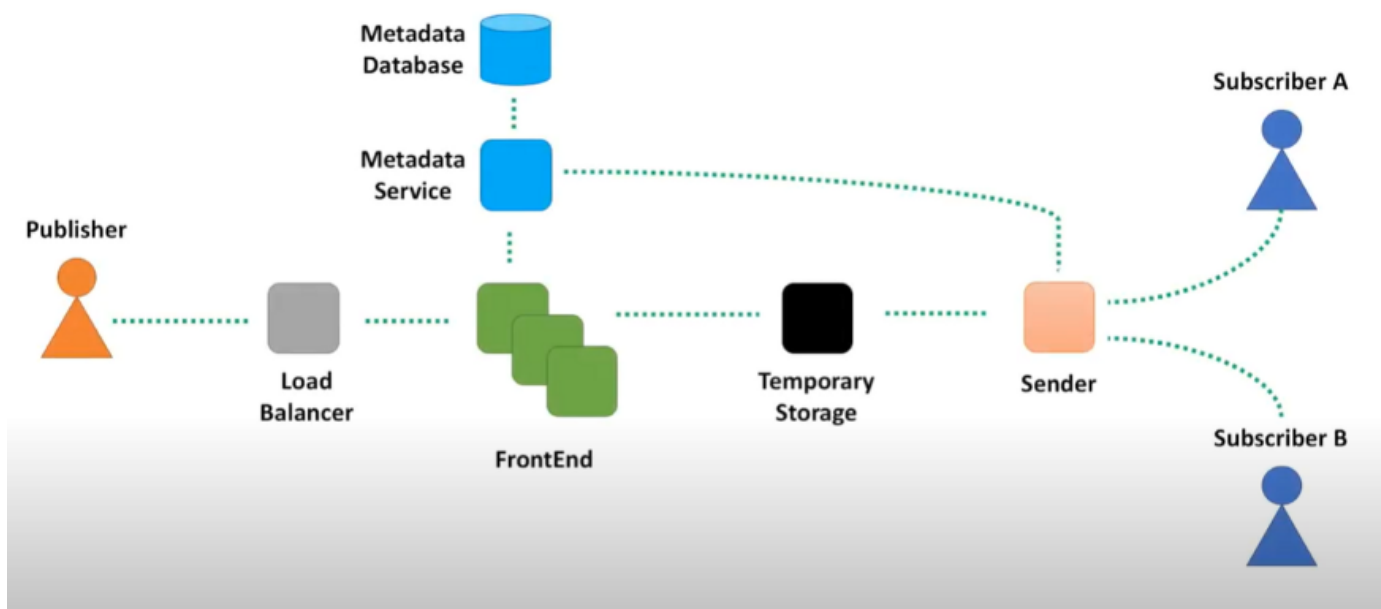 Metadata
Database
Subscriber A
Metadata
Service
Publisher
Load
Balancer
Temporary
Storage
Sender
FrontEnd
Subscriber B